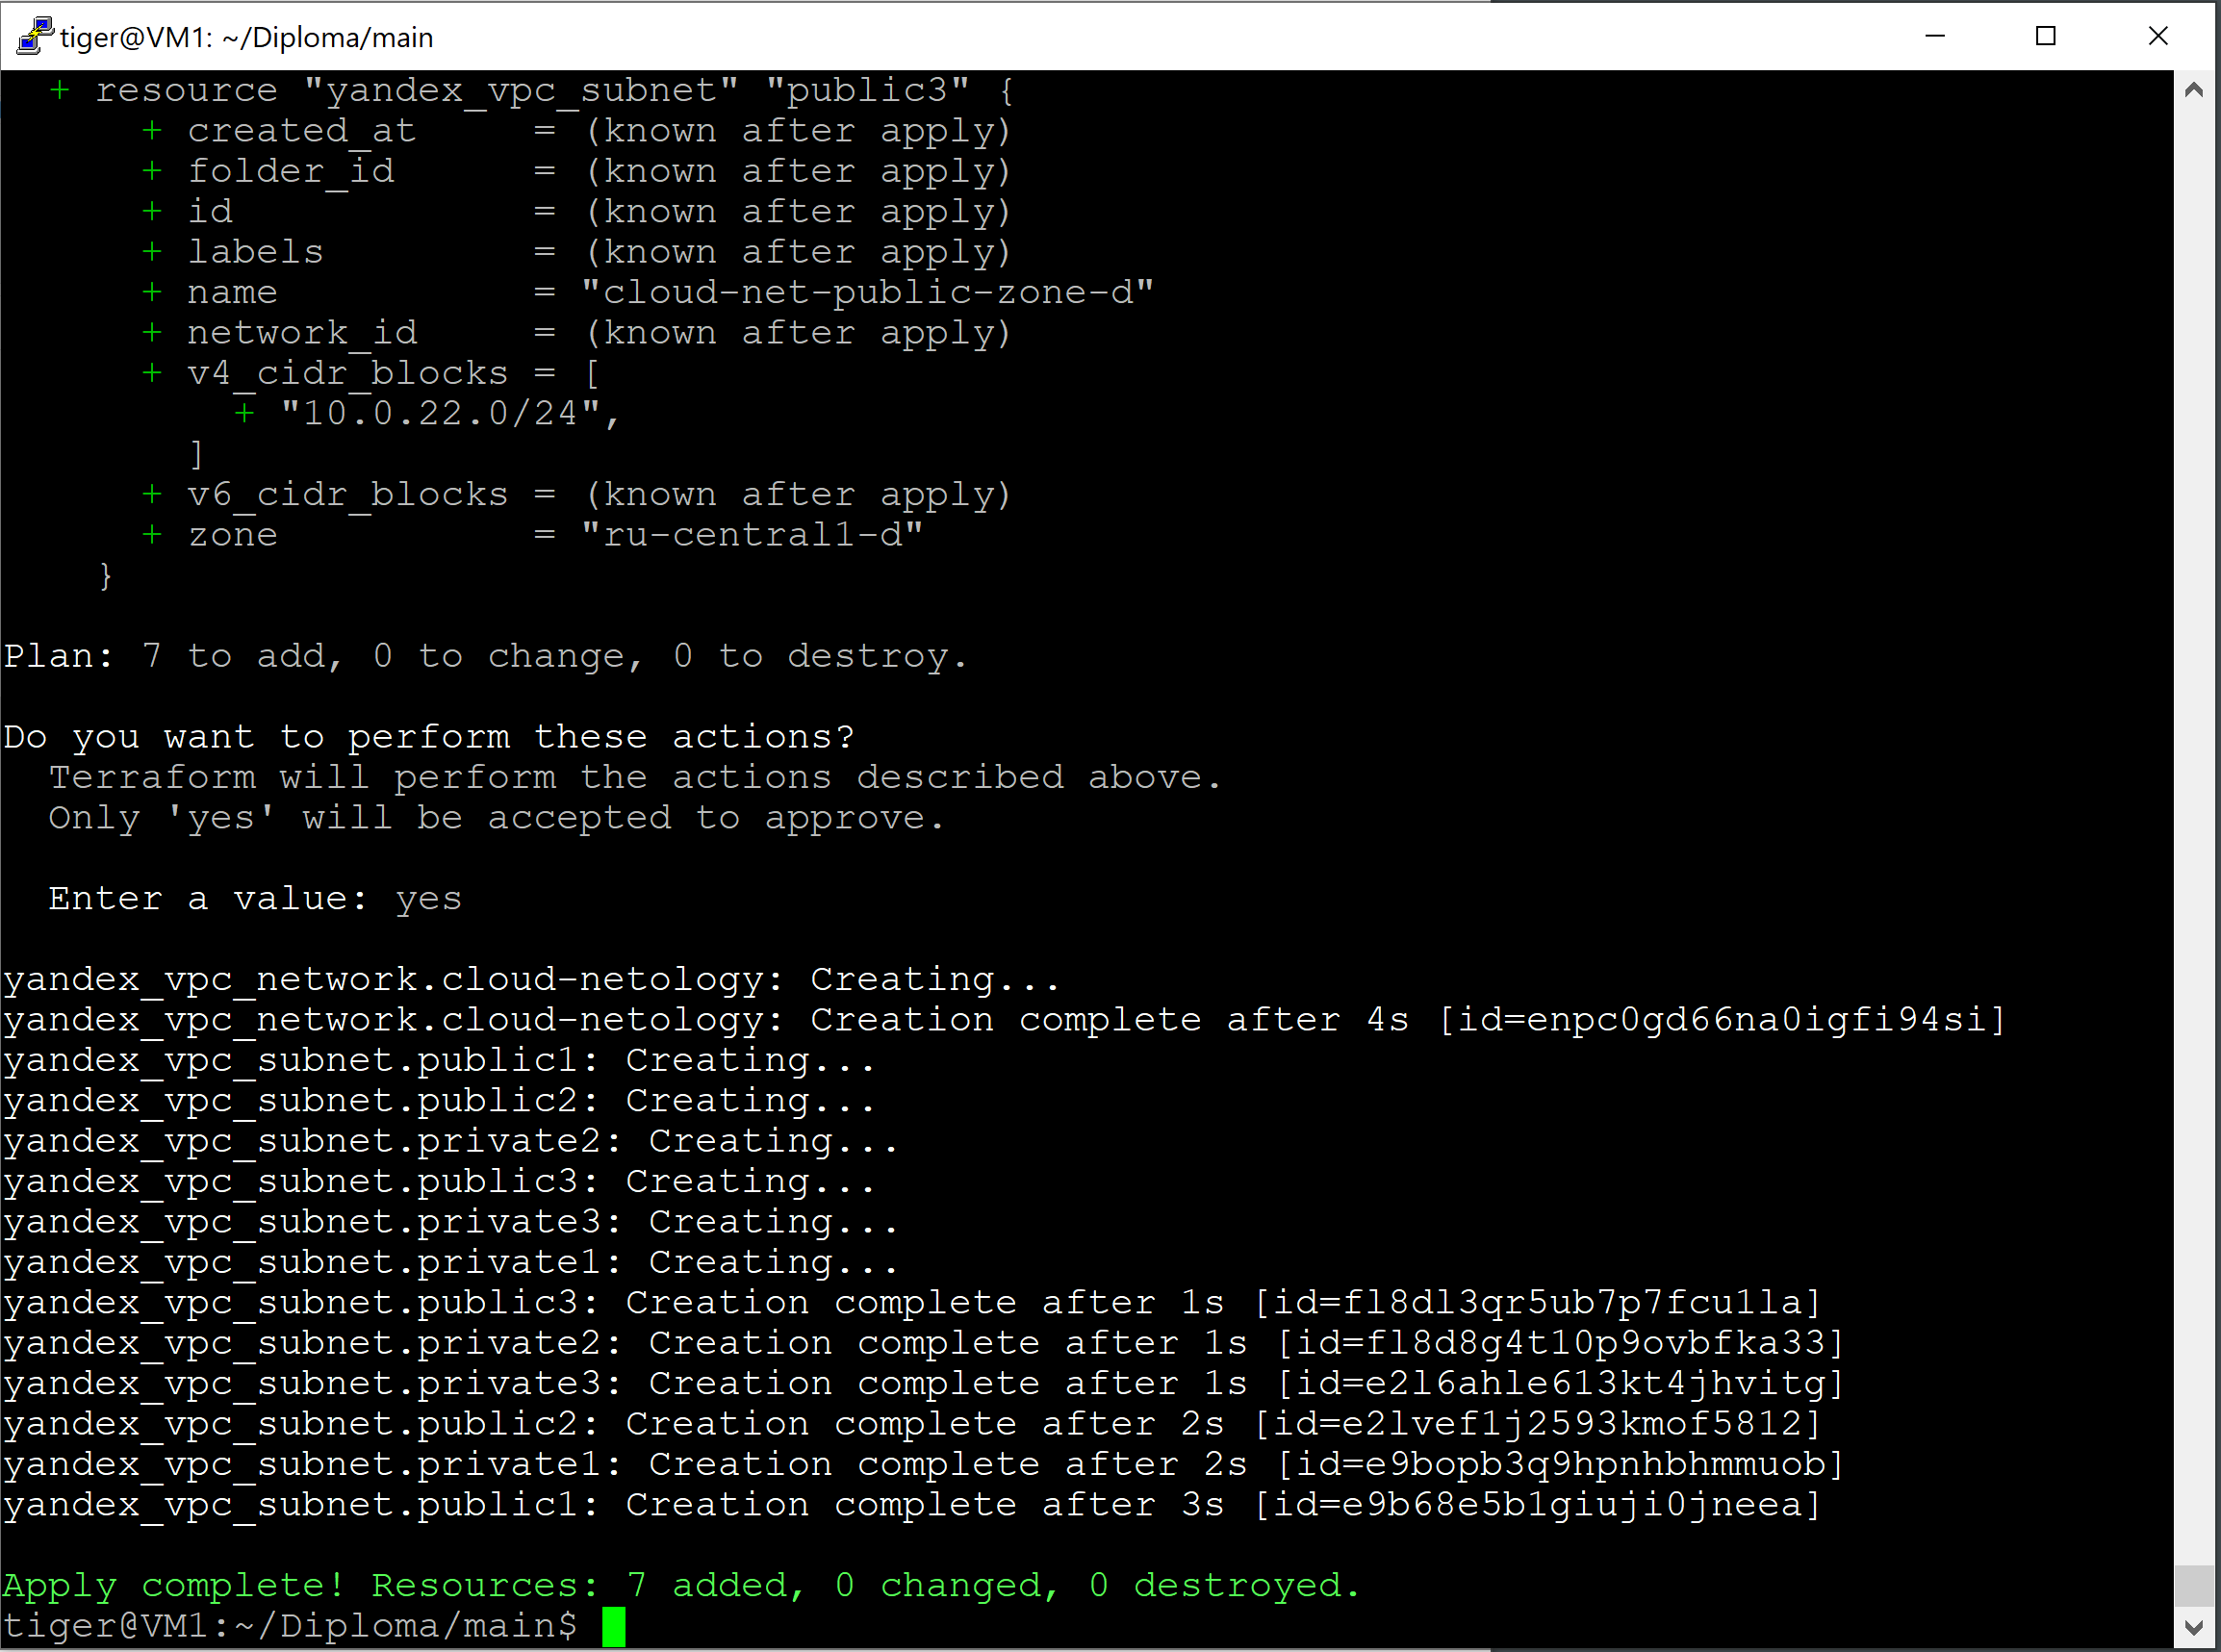 tiger@VM1: ~/Diploma/main
  + resource "yandex_vpc_subnet" "public3" {
      + created_at     = (known after apply)
      + folder_id      = (known after apply)
      + id             = (known after apply)
      + labels         = (known after apply)
      + name           = "cloud-net-public-zone-d"
      + network_id     = (known after apply)
      + v4_cidr_blocks = [
          + "10.0.22.0/24",
        ]
      + v6_cidr_blocks = (known after apply)
      + zone           = "ru-central1-d"
    }
Plan: 7 to add, 0 to change, 0 to destroy.
Do you want to perform these actions?
  Terraform will perform the actions described above.
  Only 'yes' will be accepted to approve.
  Enter a value: yes
yandex_vpc_network.cloud-netology: Creating...
yandex_vpc_network.cloud-netology: Creation complete after 4s [id=enpc0gd66na0igfi94si]
yandex_vpc_subnet.public1: Creating...
yandex_vpc_subnet.public2: Creating...
yandex_vpc_subnet.private2: Creating...
yandex_vpc_subnet.public3: Creating...
yandex_vpc_subnet.private3: Creating...
yandex_vpc_subnet.private1: Creating...
yandex_vpc_subnet.public3: Creation complete after 1s [id=fl8dl3qr5ub7p7fcu1la]
yandex_vpc_subnet.private2: Creation complete after 1s [id=fl8d8g4t10p9ovbfka33]
yandex_vpc_subnet.private3: Creation complete after 1s [id=e2l6ahle613kt4jhvitg]
yandex_vpc_subnet.public2: Creation complete after 2s [id=e2lvef1j2593kmof5812]
yandex_vpc_subnet.private1: Creation complete after 2s [id=e9bopb3q9hpnhbhmmuob]
yandex_vpc_subnet.public1: Creation complete after 3s [id=e9b68e5b1giuji0jneea]
Apply complete! Resources: 7 added, 0 changed, 0 destroyed.
tiger@VM1:~/Diploma/main$